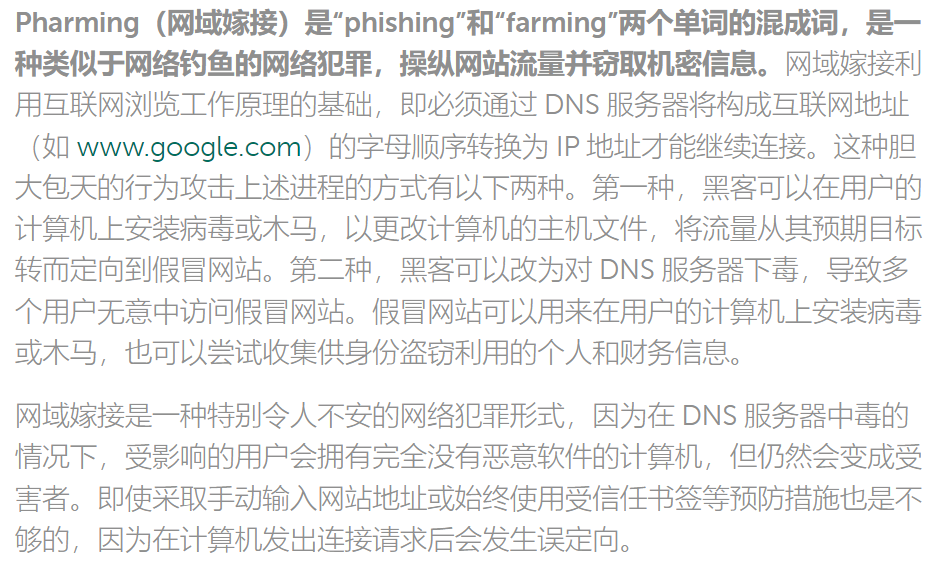 Pharming（网域嫁接）是“phishing”和“farming”两个单词的混成词，是一
种类似于网络钓鱼的网络犯罪，操纵网站流量并窃取机密信息。网域嫁接利
用互联网浏览工作原理的基础，即必须通过 DNS 服务器将构成互联网地址
（如 www.google.com）的字母顺序转换为 IP 地址才能继续连接。这种胆
大包天的行为攻击上述进程的方式有以下两种。第一种，黑客可以在用户的
计算机上安装病毒或木马，以更改计算机的主机文件，将流量从其预期目标
转而定向到假冒网站。第二种，黑客可以改为对 DNS 服务器下毒，导致多
个用户无意中访问假冒网站。假冒网站可以用来在用户的计算机上安装病毒
或木马，也可以尝试收集供身份盗窃利用的个人和财务信息。
网域嫁接是一种特别令人不安的网络犯罪形式，因为在 DNS 服务器中毒的
情况下，受影响的用户会拥有完全没有恶意软件的计算机，但仍然会变成受
害者。即使采取手动输入网站地址或始终使用受信任书签等预防措施也是不
够的，因为在计算机发出连接请求后会发生误定向。